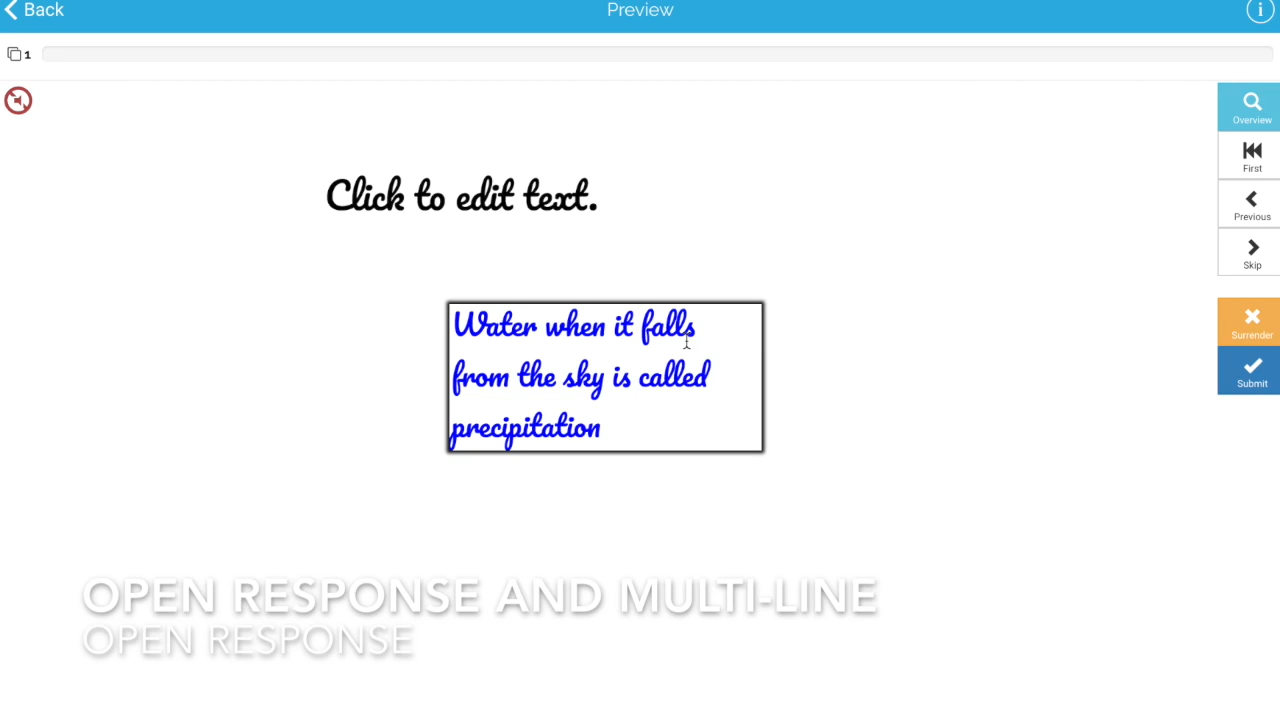 Back
Preview
i
1
Overview
First
Click to edit text.
Previous
Skip
Water when it falls
from the sky is called
precipitation
Surrender
Submit
OPEN RESPONSE AND MULTI-LINE
OPEN RESPONSE